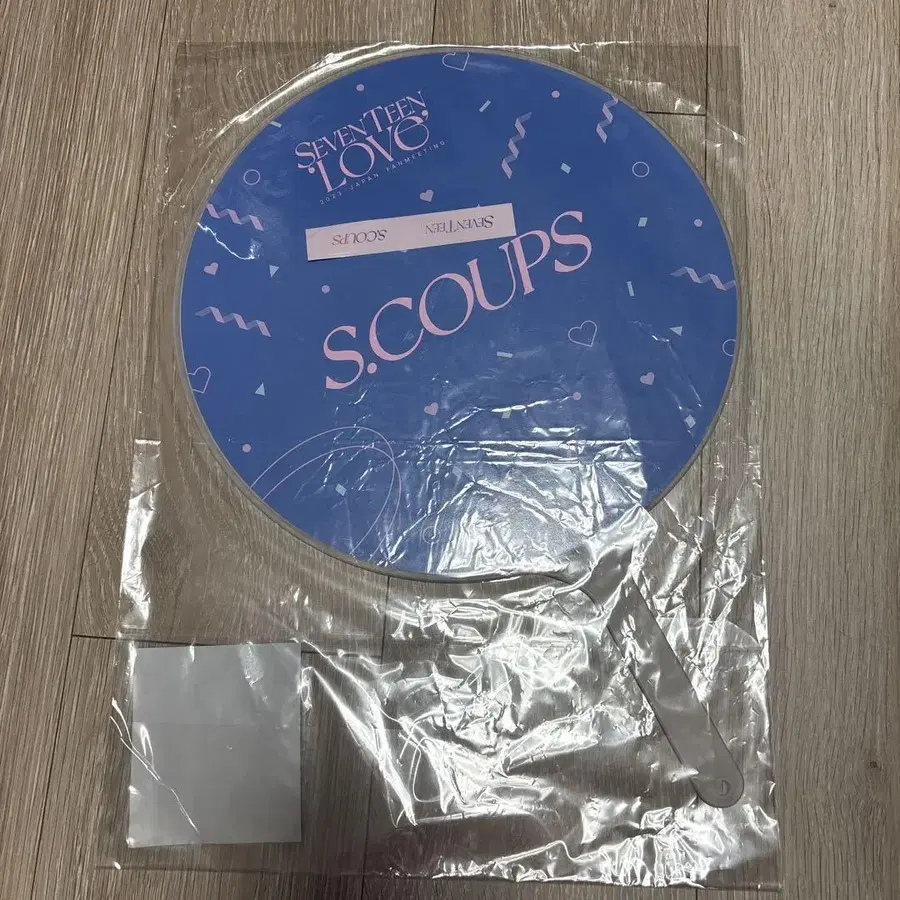 SEVENTEEN
'LOVE'
2023 JAPAN FANMEETING
S.COUPS SEVENTEEN
S.COUPS